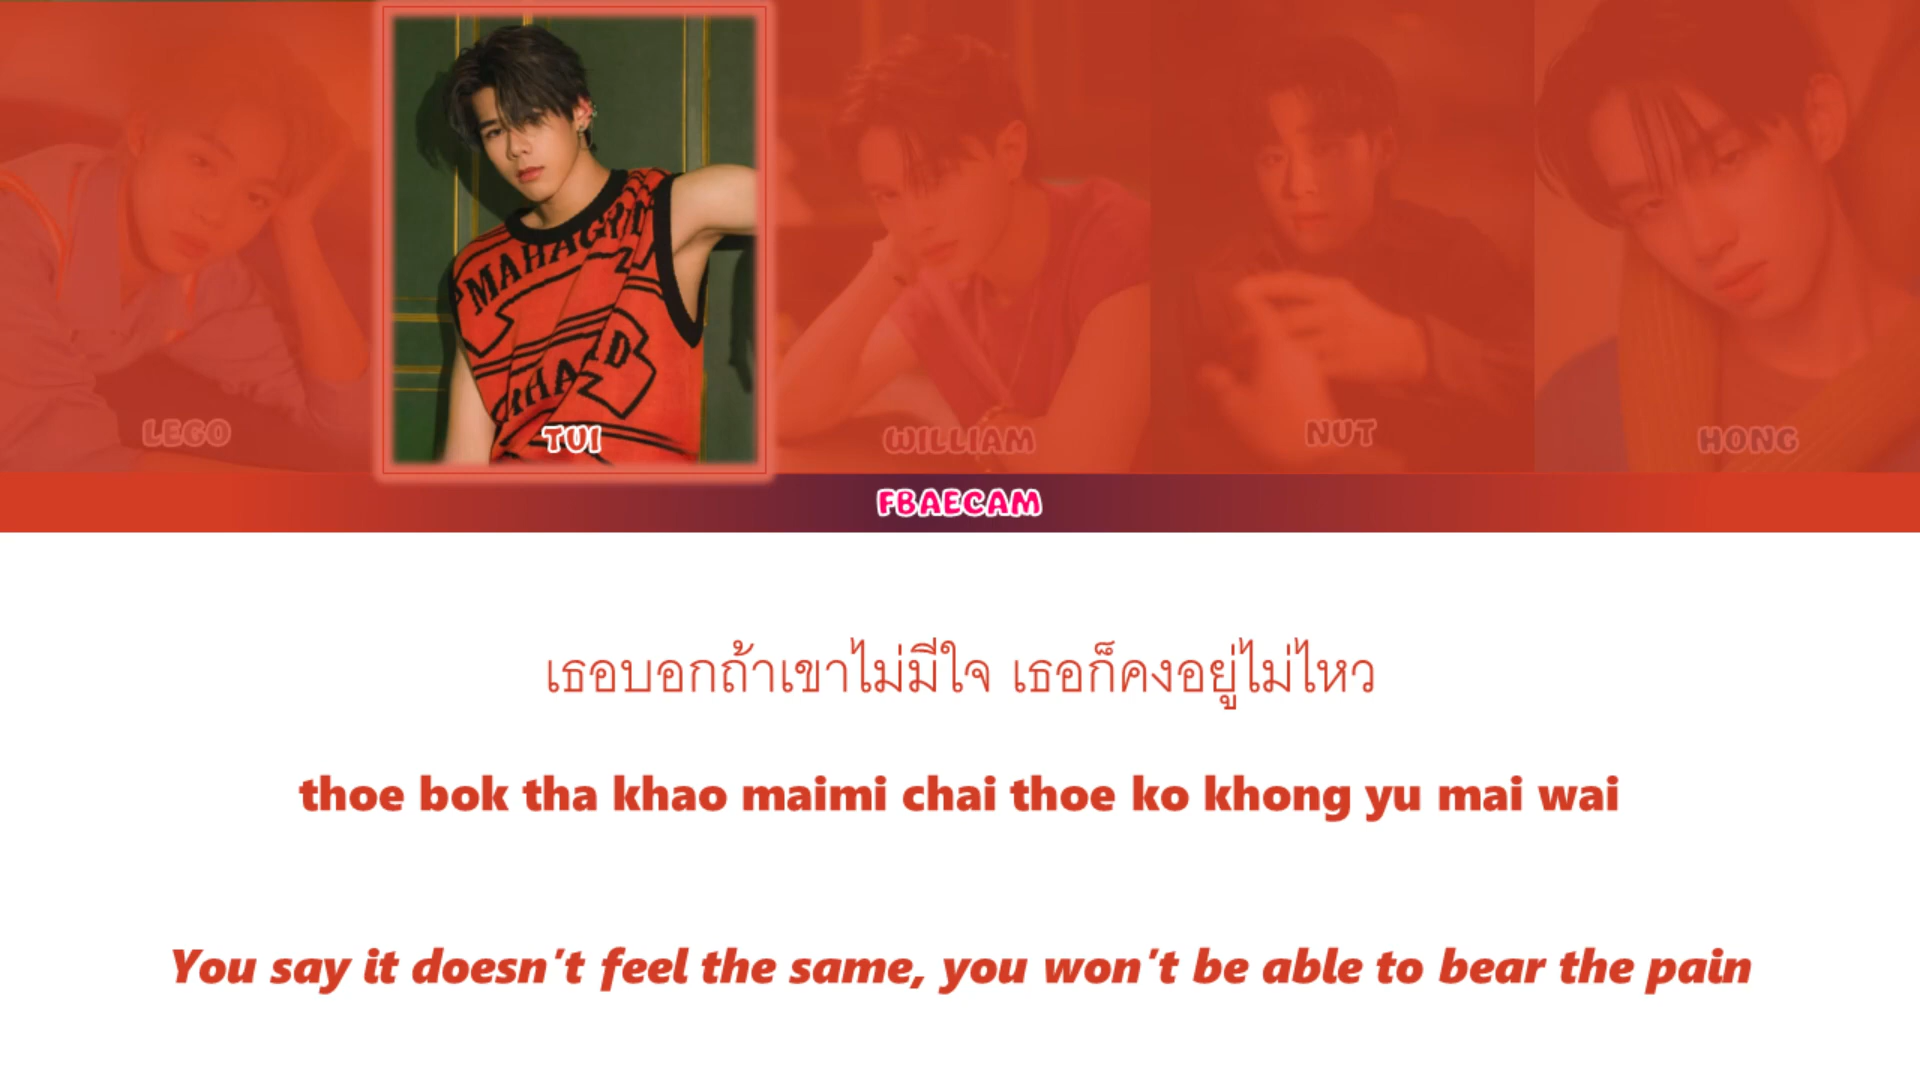 MAHAGRID
LEGO
TUI
WILLIAM
NUT
HONG
FBAECAM
เธอบอกถ้าเขาไม่มีใจ เธอก็คงอยู่ไม่ไหว
thoe bok tha khao maimi chai thoe ko khong yu mai wai
You say it doesn't feel the same, you won't be able to bear the pain